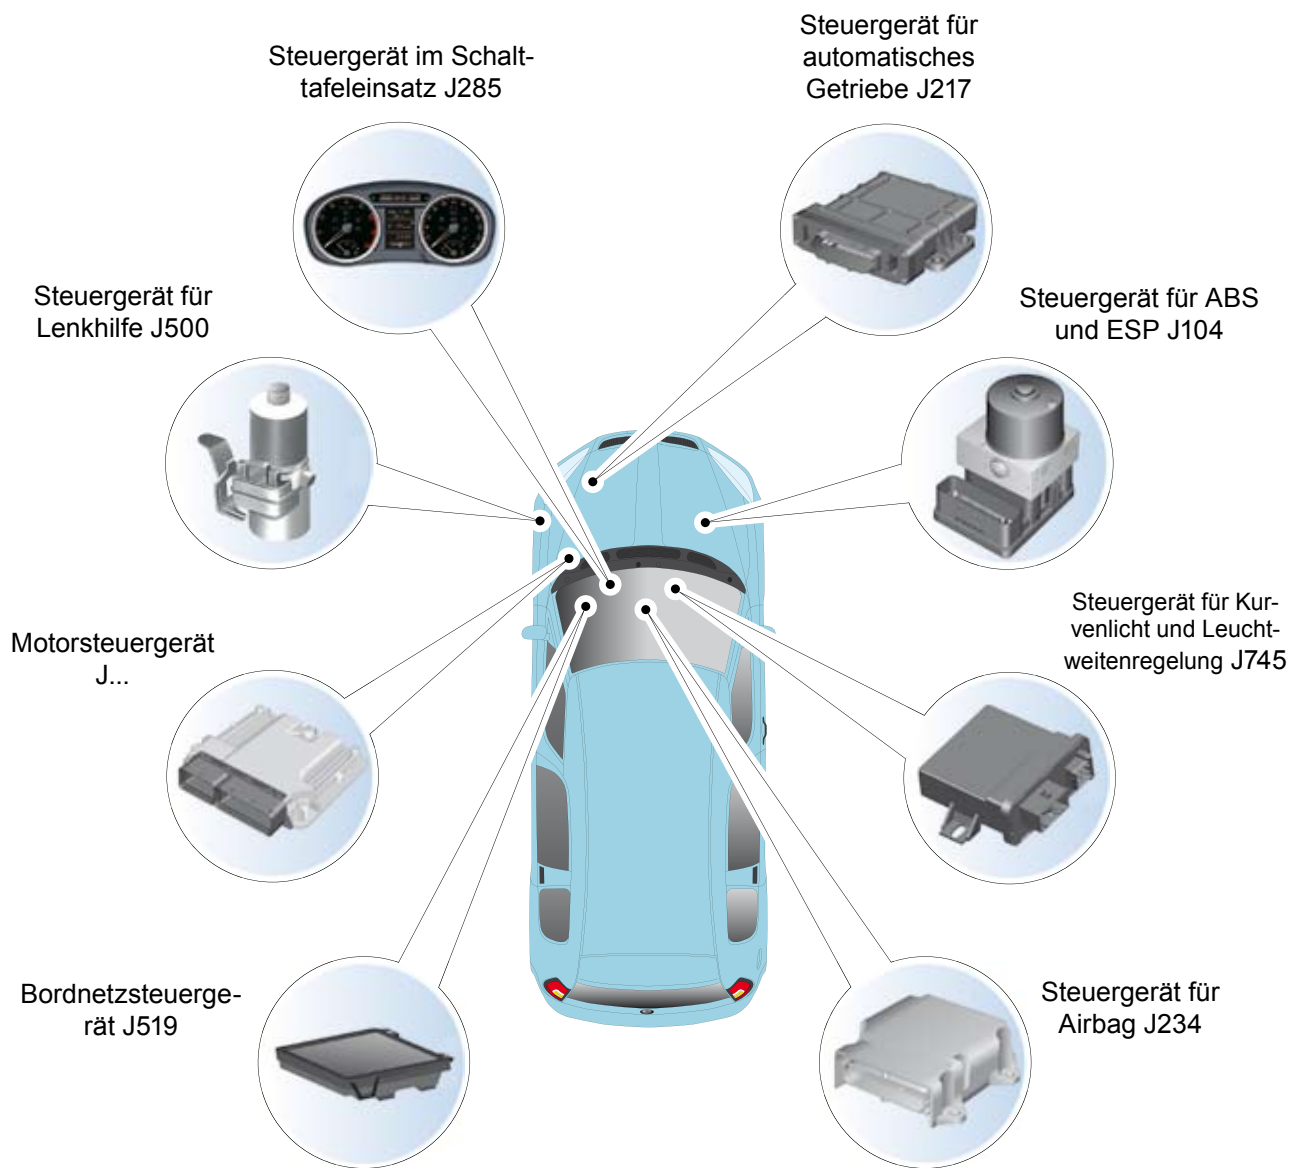 Steuergerät im Schalt-
tafeleinsatz J285
Steuergerät für
automatisches
Getriebe J217
Steuergerät für
Lenkhilfe J500
Steuergerät für ABS
und ESP J104
Motorsteuergerät
J...
Steuergerät für Kur-
venlicht und Leucht-
weitenregelung J745
Bordnetzsteuerge-
rät J519
Steuergerät für
Airbag J234